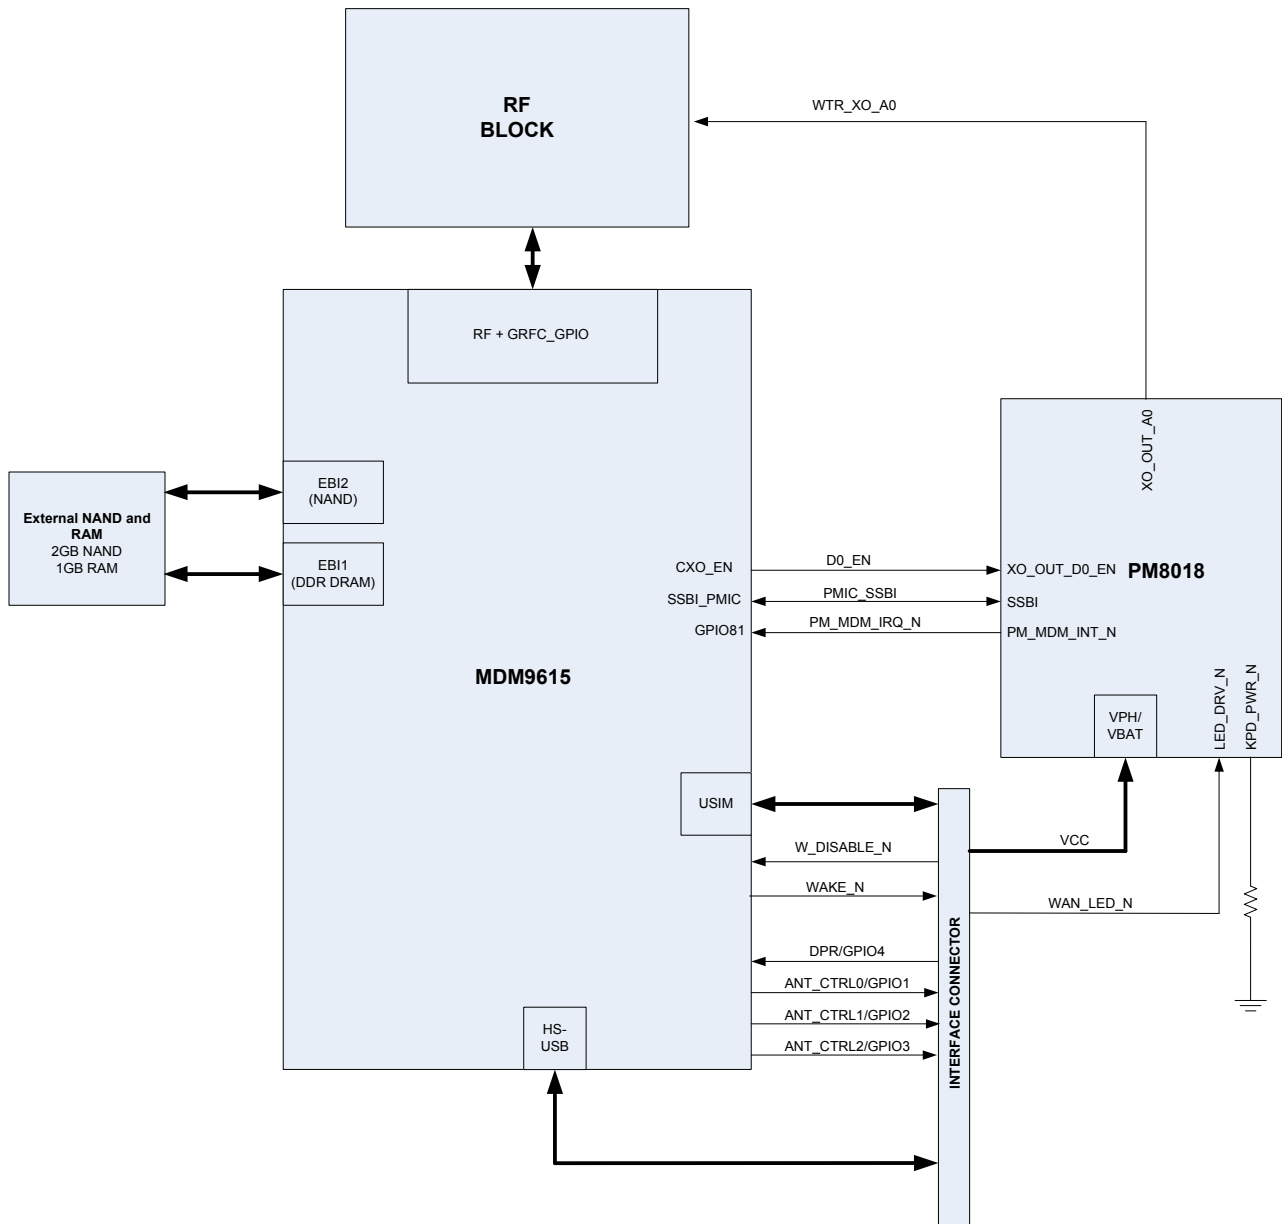 RF
BLOCK
WTR_XO_A0
RF + GRFC_GPIO
XO_OUT_A0
EBI2
(NAND)
External NAND and
RAM
2GB NAND
1GB RAM
EBI1
(DDR DRAM)
CXO_EN
D0_EN
XO_OUT_D0_EN
PM8018
SSBI_PMIC
PMIC_SSBI
SSBI
GPIO81
PM_MDM_IRQ_N
PM_MDM_INT_N
MDM9615
VPH/
VBAT
LED_DRV_N
KPD_PWR_N
USIM
W_DISABLE_N
VCC
WAKE_N
WAN_LED_N
DPR/GPIO4
ANT_CTRL0/GPIO1
ANT_CTRL1/GPIO2
ANT_CTRL2/GPIO3
INTERFACE CONNECTOR
HS-
USB